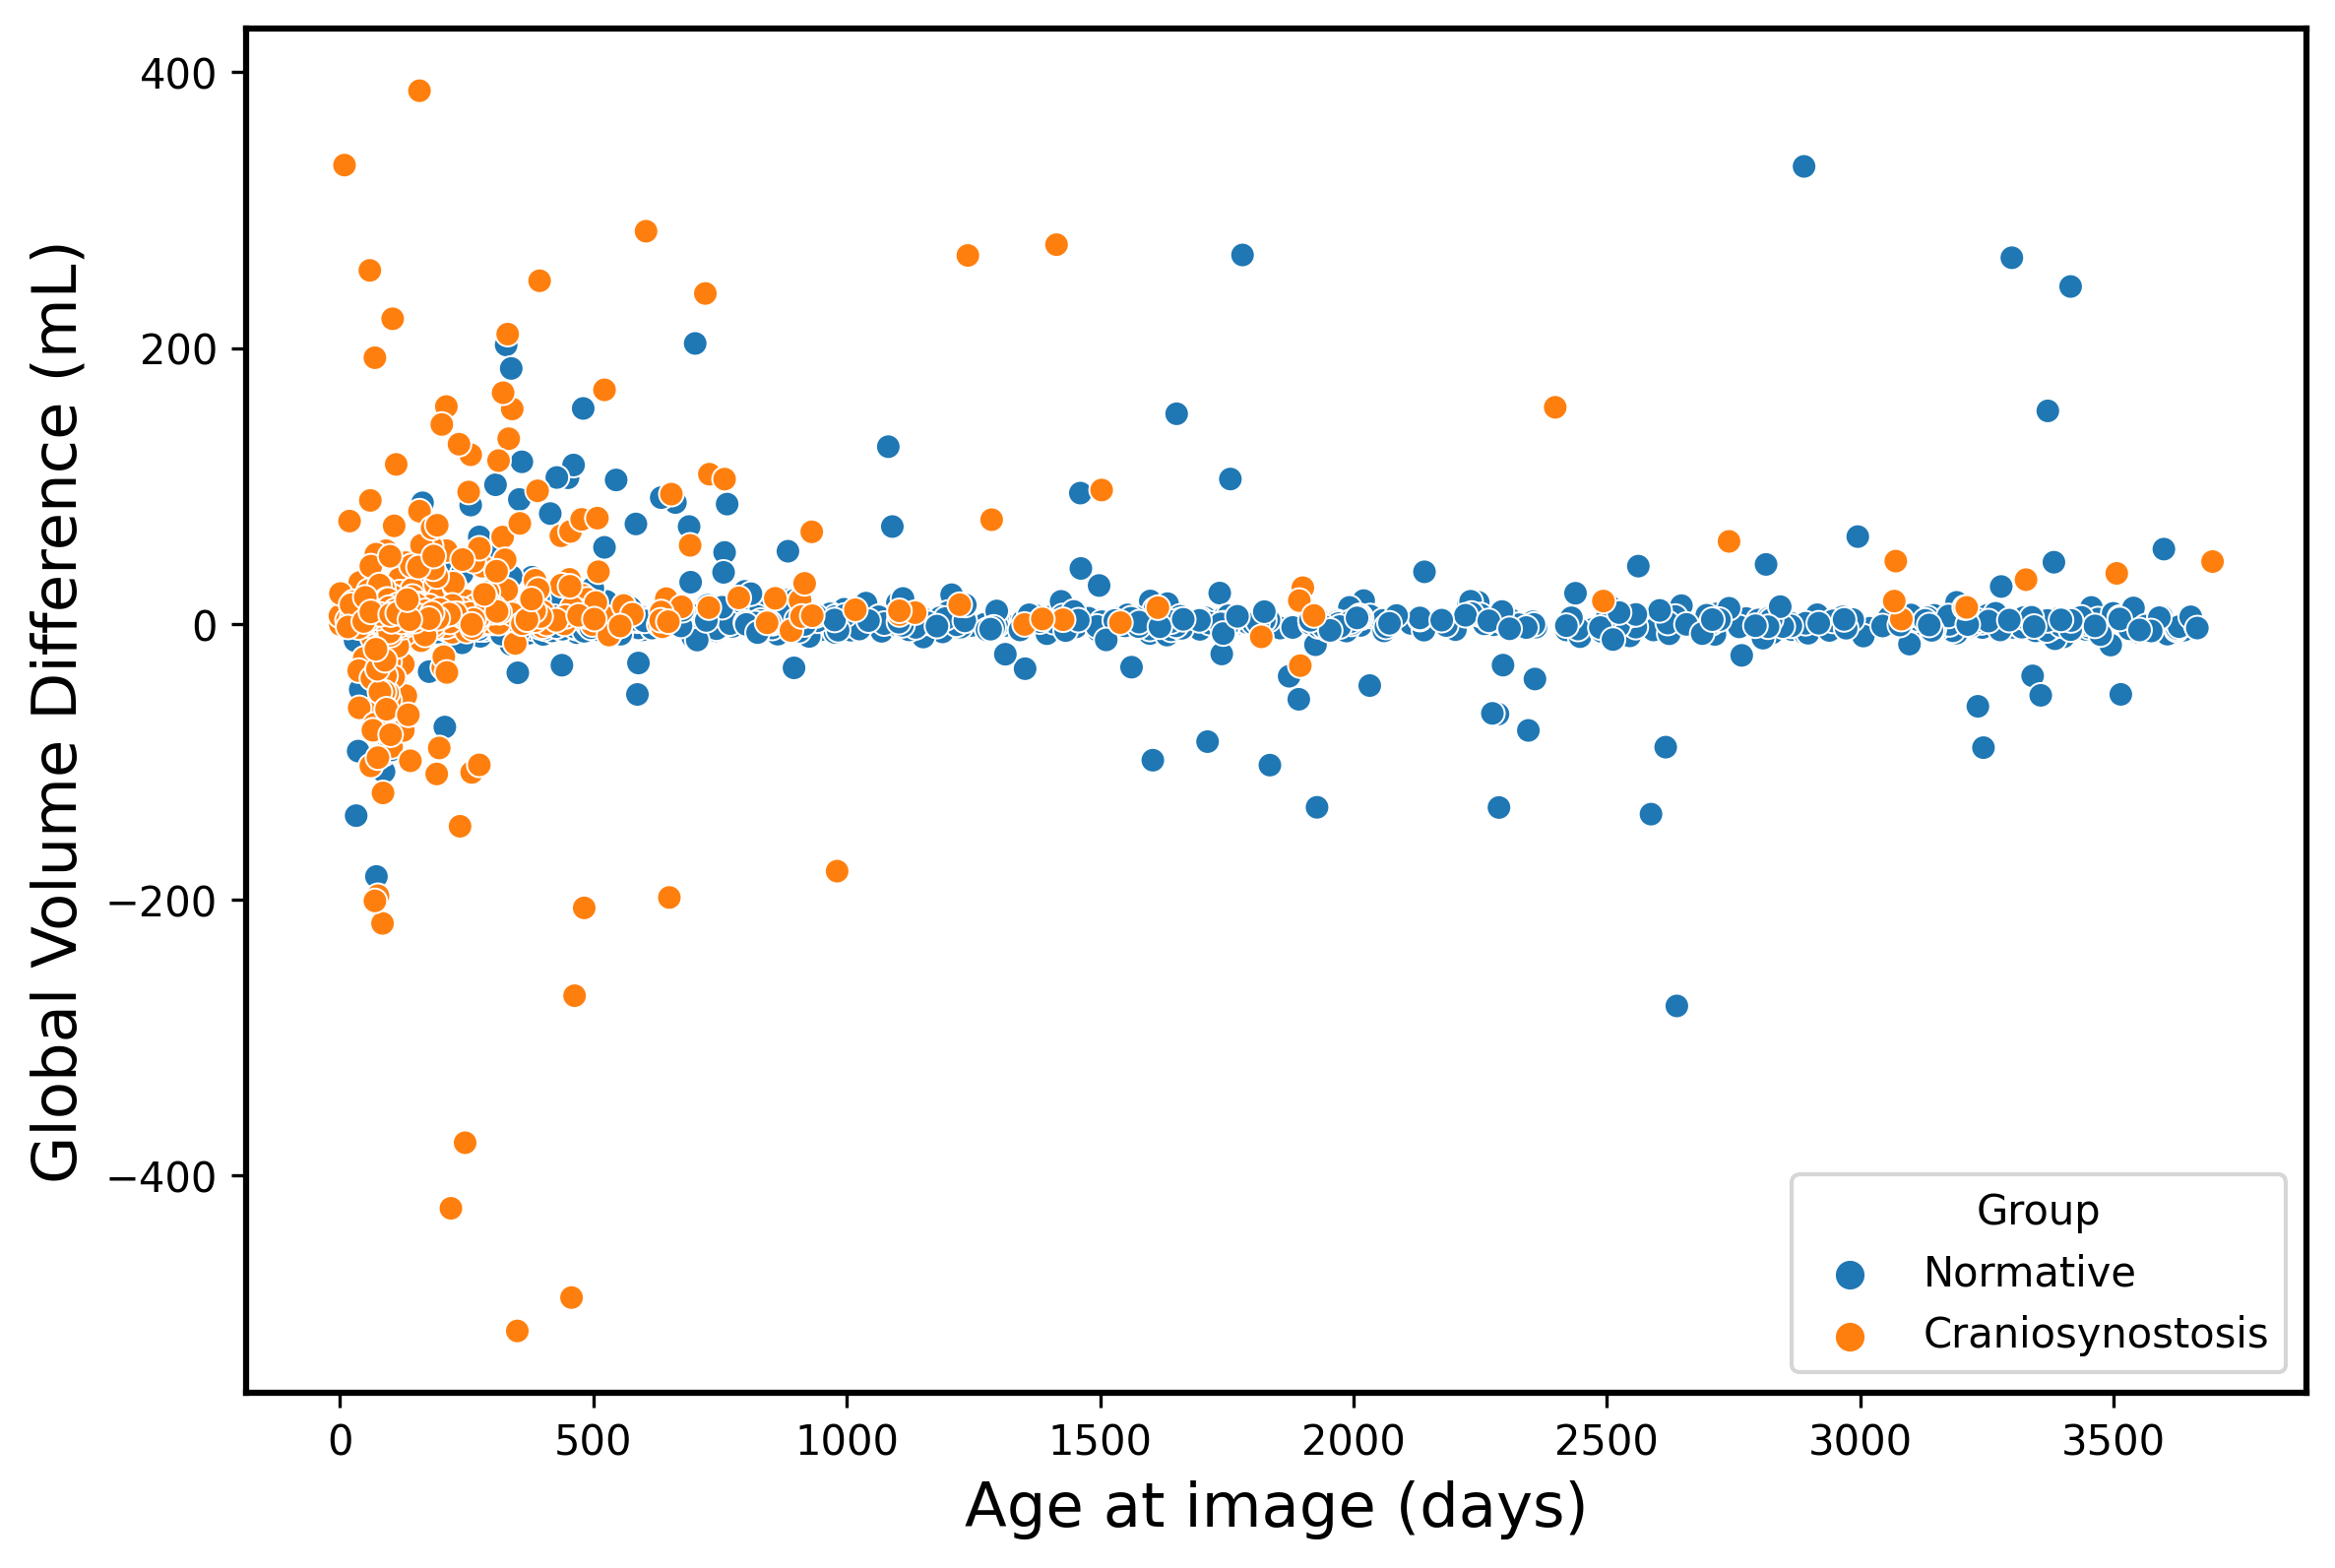 Global Volume Difference (mL)
400
200
0
−200
−400
0 500 1000 1500 2000 2500 3000 3500
Age at image (days)
Group
Normative
Craniosynostosis